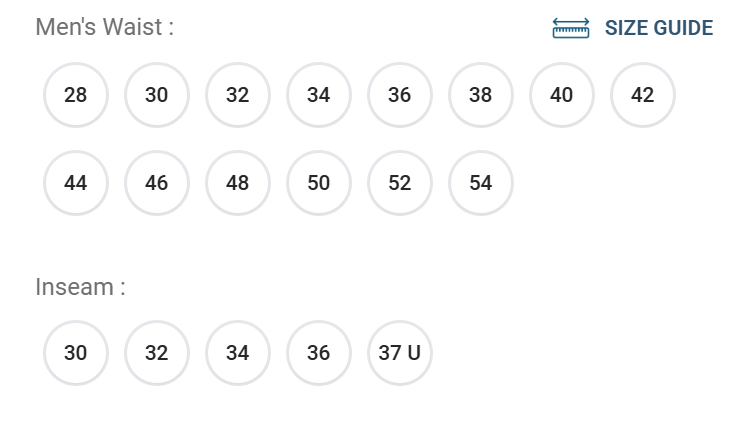 Men's Waist : SIZE GUIDE
28 30 32 34 36 38 40 42
44 46 48 50 52 54
Inseam :
30 32 34 36 37 U